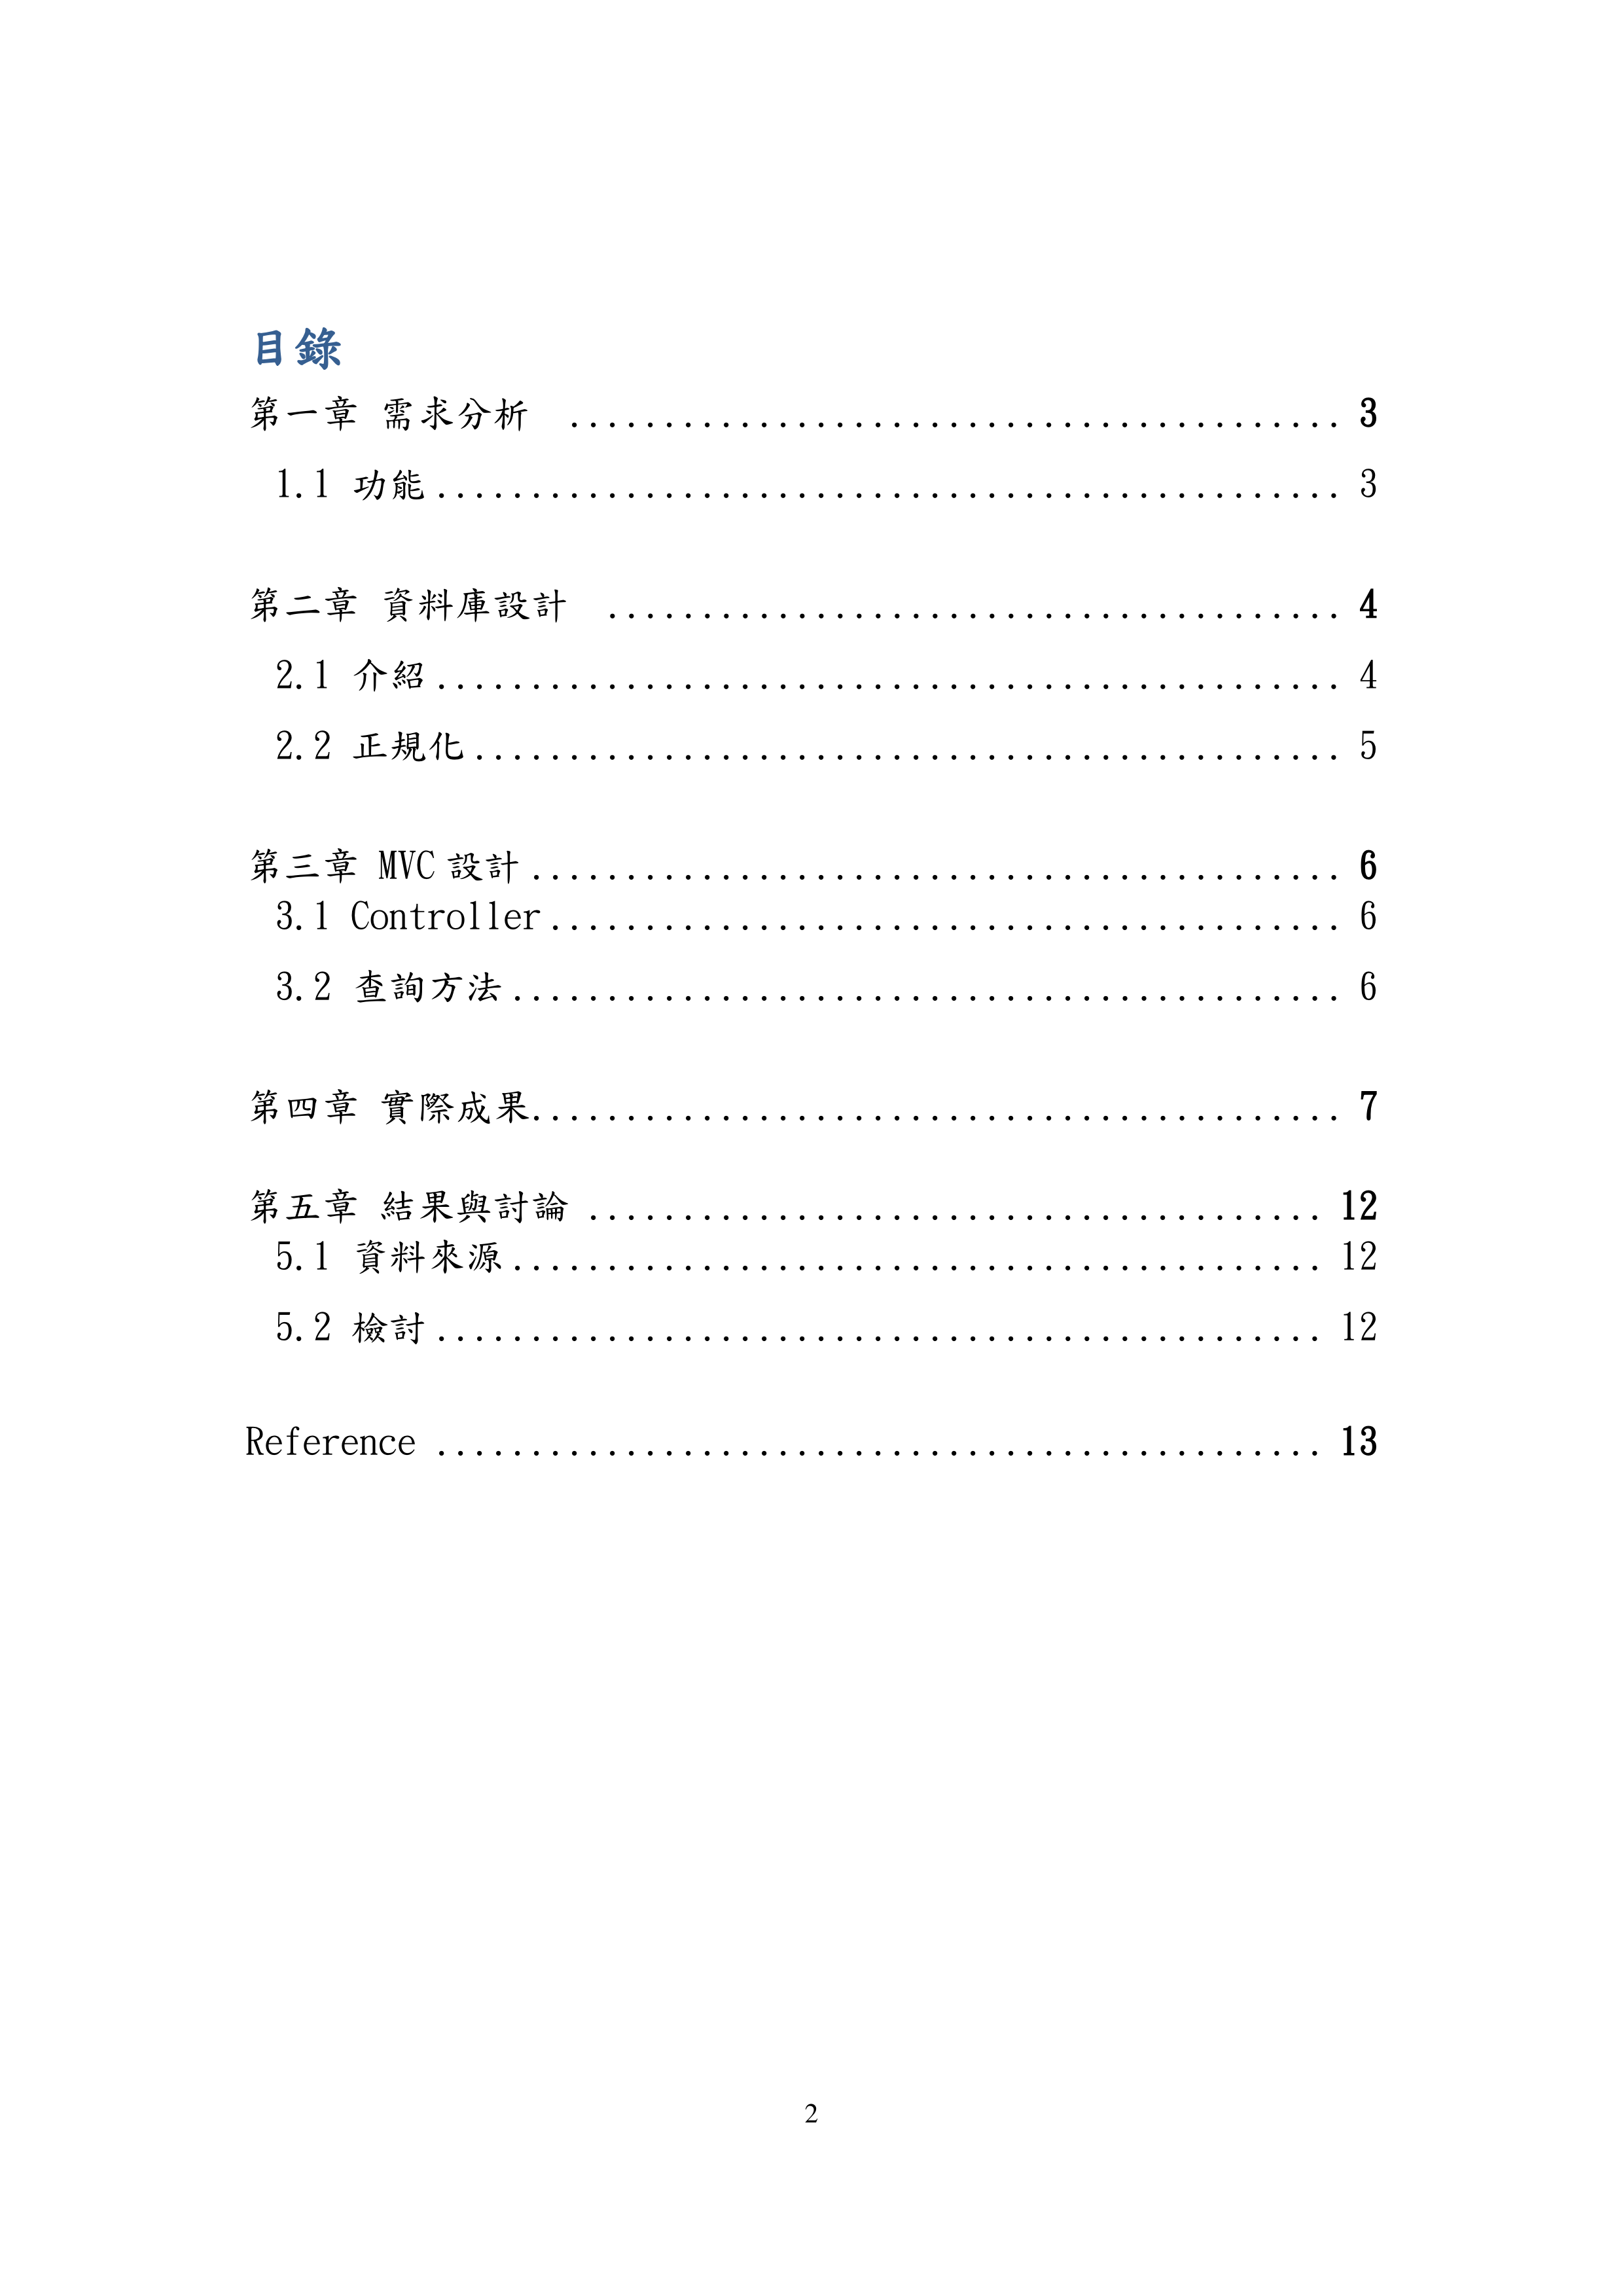 目錄
第一章 需求分析 ......................................... 3
1.1 功能................................................ 3
第二章 資料庫設計 ....................................... 4
2.1 介紹................................................ 4
2.2 正規化.............................................. 5
第三章 MVC 設計........................................... 6
3.1 Controller.......................................... 6
3.2 查詢方法............................................ 6
第四章 實際成果........................................... 7
第五章 結果與討論 ....................................... 12
5.1 資料來源........................................... 12
5.2 檢討............................................... 12
Reference ............................................... 13
2